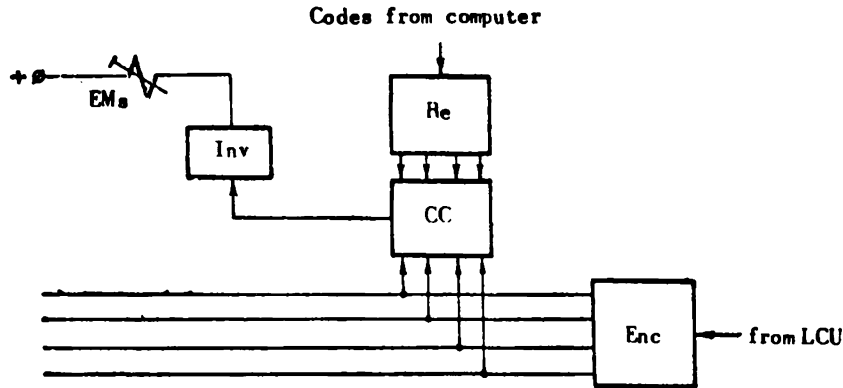 Codes from computer
+
EMs
Re
Inv
CC
Enc
from LCU